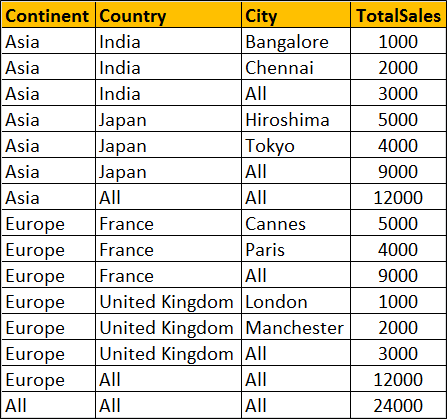 Continent Country City TotalSales
Asia India Bangalore 1000
Asia India Chennai 2000
Asia India All 3000
Asia Japan Hiroshima 5000
Asia Japan Tokyo 4000
Asia Japan All 9000
Asia All All 12000
Europe France Cannes 5000
Europe France Paris 4000
Europe France All 9000
Europe United Kingdom London 1000
Europe United Kingdom Manchester 2000
Europe United Kingdom All 3000
Europe All All 12000
All All All 24000